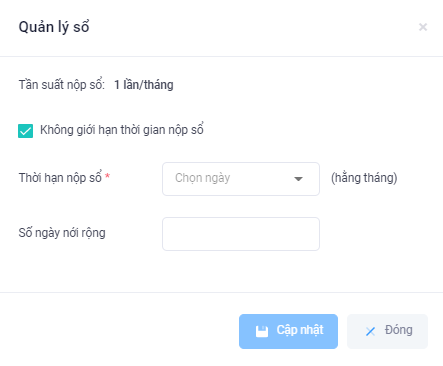 Quản lý sổ
Tần suất nộp sổ: 1 lần/tháng
Không giới hạn thời gian nộp sổ
Thời hạn nộp sổ * Chọn ngày (hằng tháng)
Số ngày nới rộng
Cập nhật Đóng